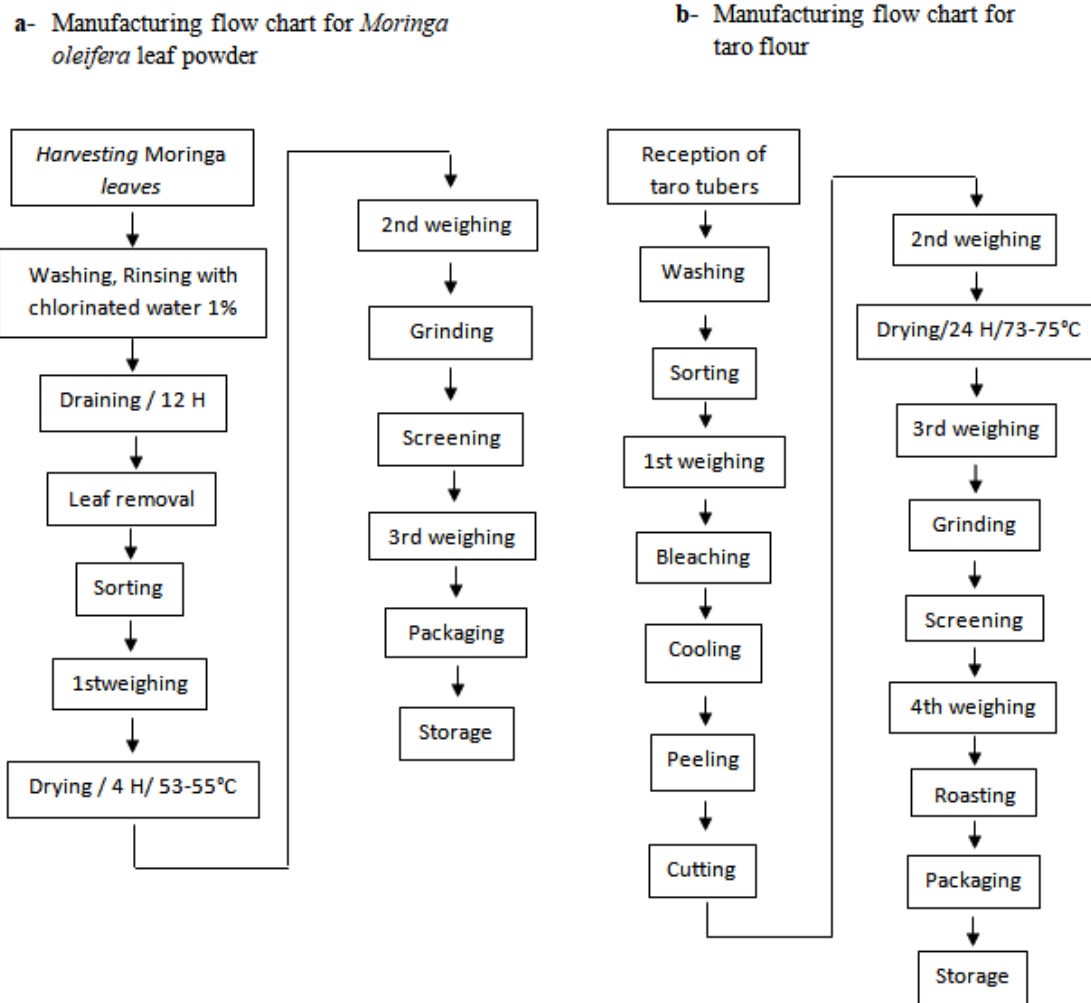 a- Manufacturing flow chart for Moringa
oleifera leaf powder
Harvesting Moringa
leaves
Washing, Rinsing with
chlorinated water 1%
Draining / 12 H
Leaf removal
Sorting
1stweighing
Drying / 4 H/ 53-55°C
2nd weighing
Grinding
Screening
3rd weighing
Packaging
Storage
b- Manufacturing flow chart for
taro flour
Reception of
taro tubers
Washing
Sorting
1st weighing
Bleaching
Cooling
Peeling
Cutting
2nd weighing
Drying/24 H/73-75°C
3rd weighing
Grinding
Screening
4th weighing
Roasting
Packaging
Storage